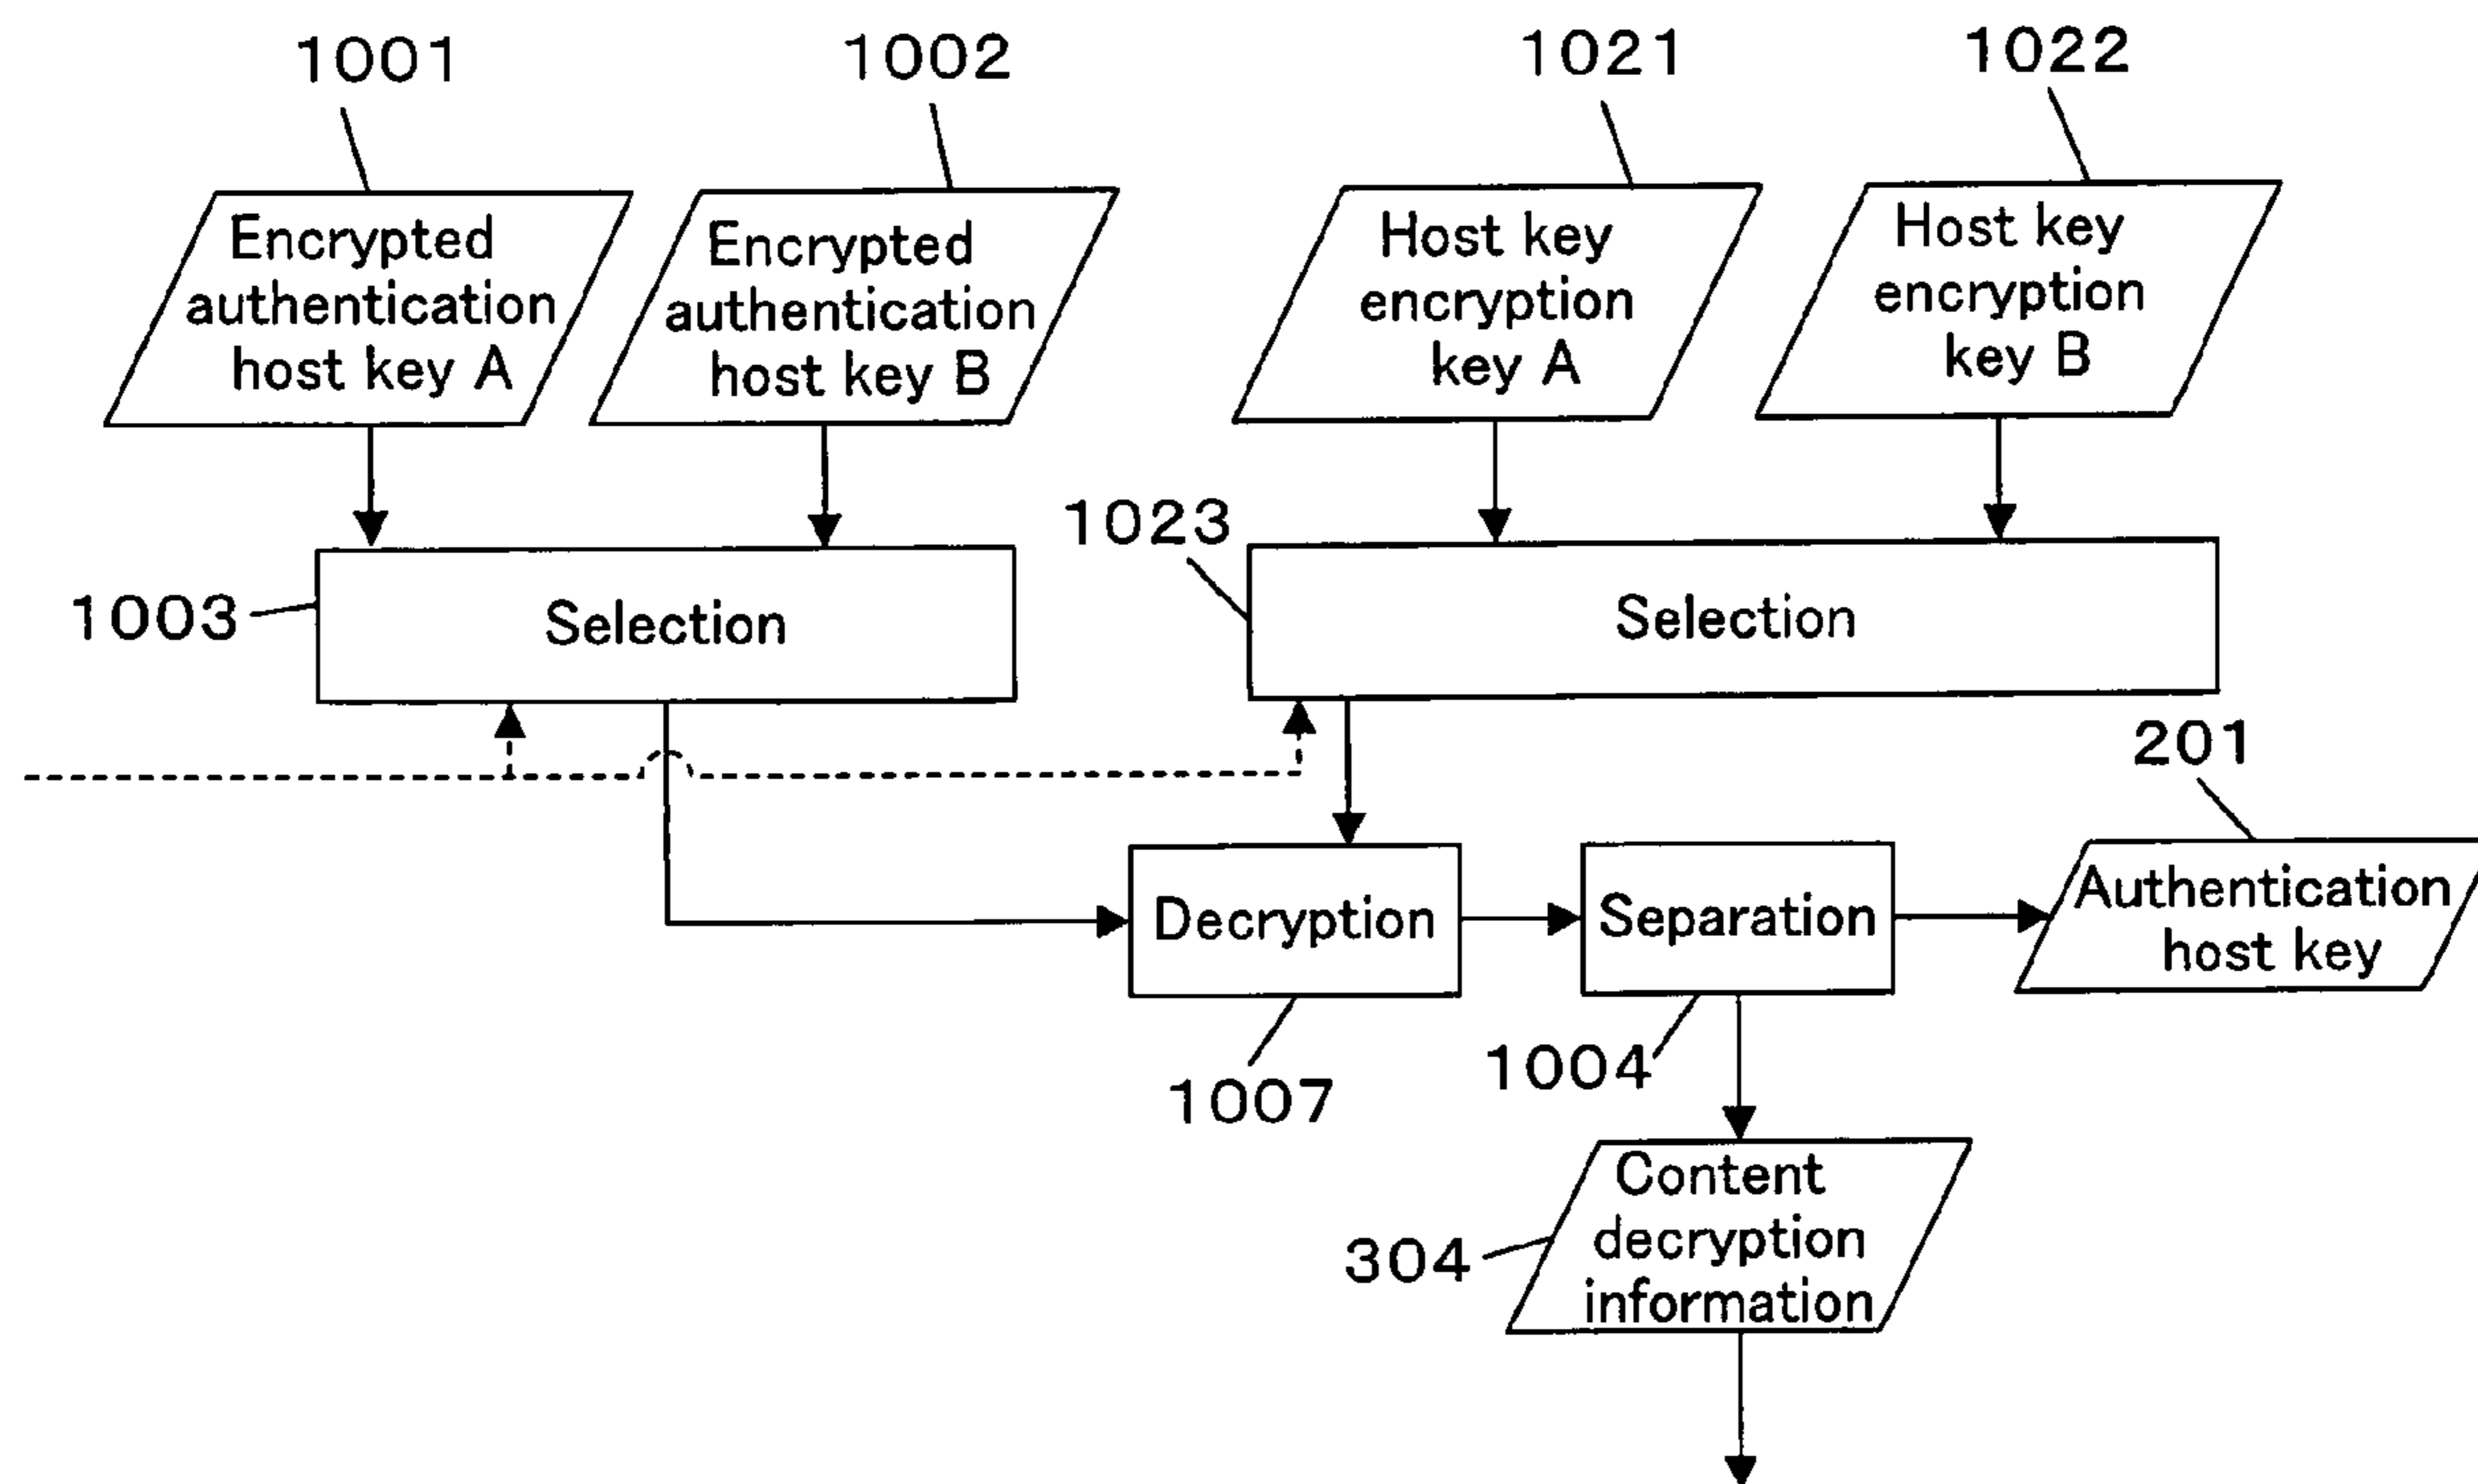 1001
1002
1021
1022
Encrypted
authentication
host key A
Encrypted
authentication
host key B
Host key
encryption
key A
Host key
encryption
key B
1003
Selection
1023
Selection
201
Decryption
Separation
Authentication
host key
1007
1004
304
Content
decryption
information